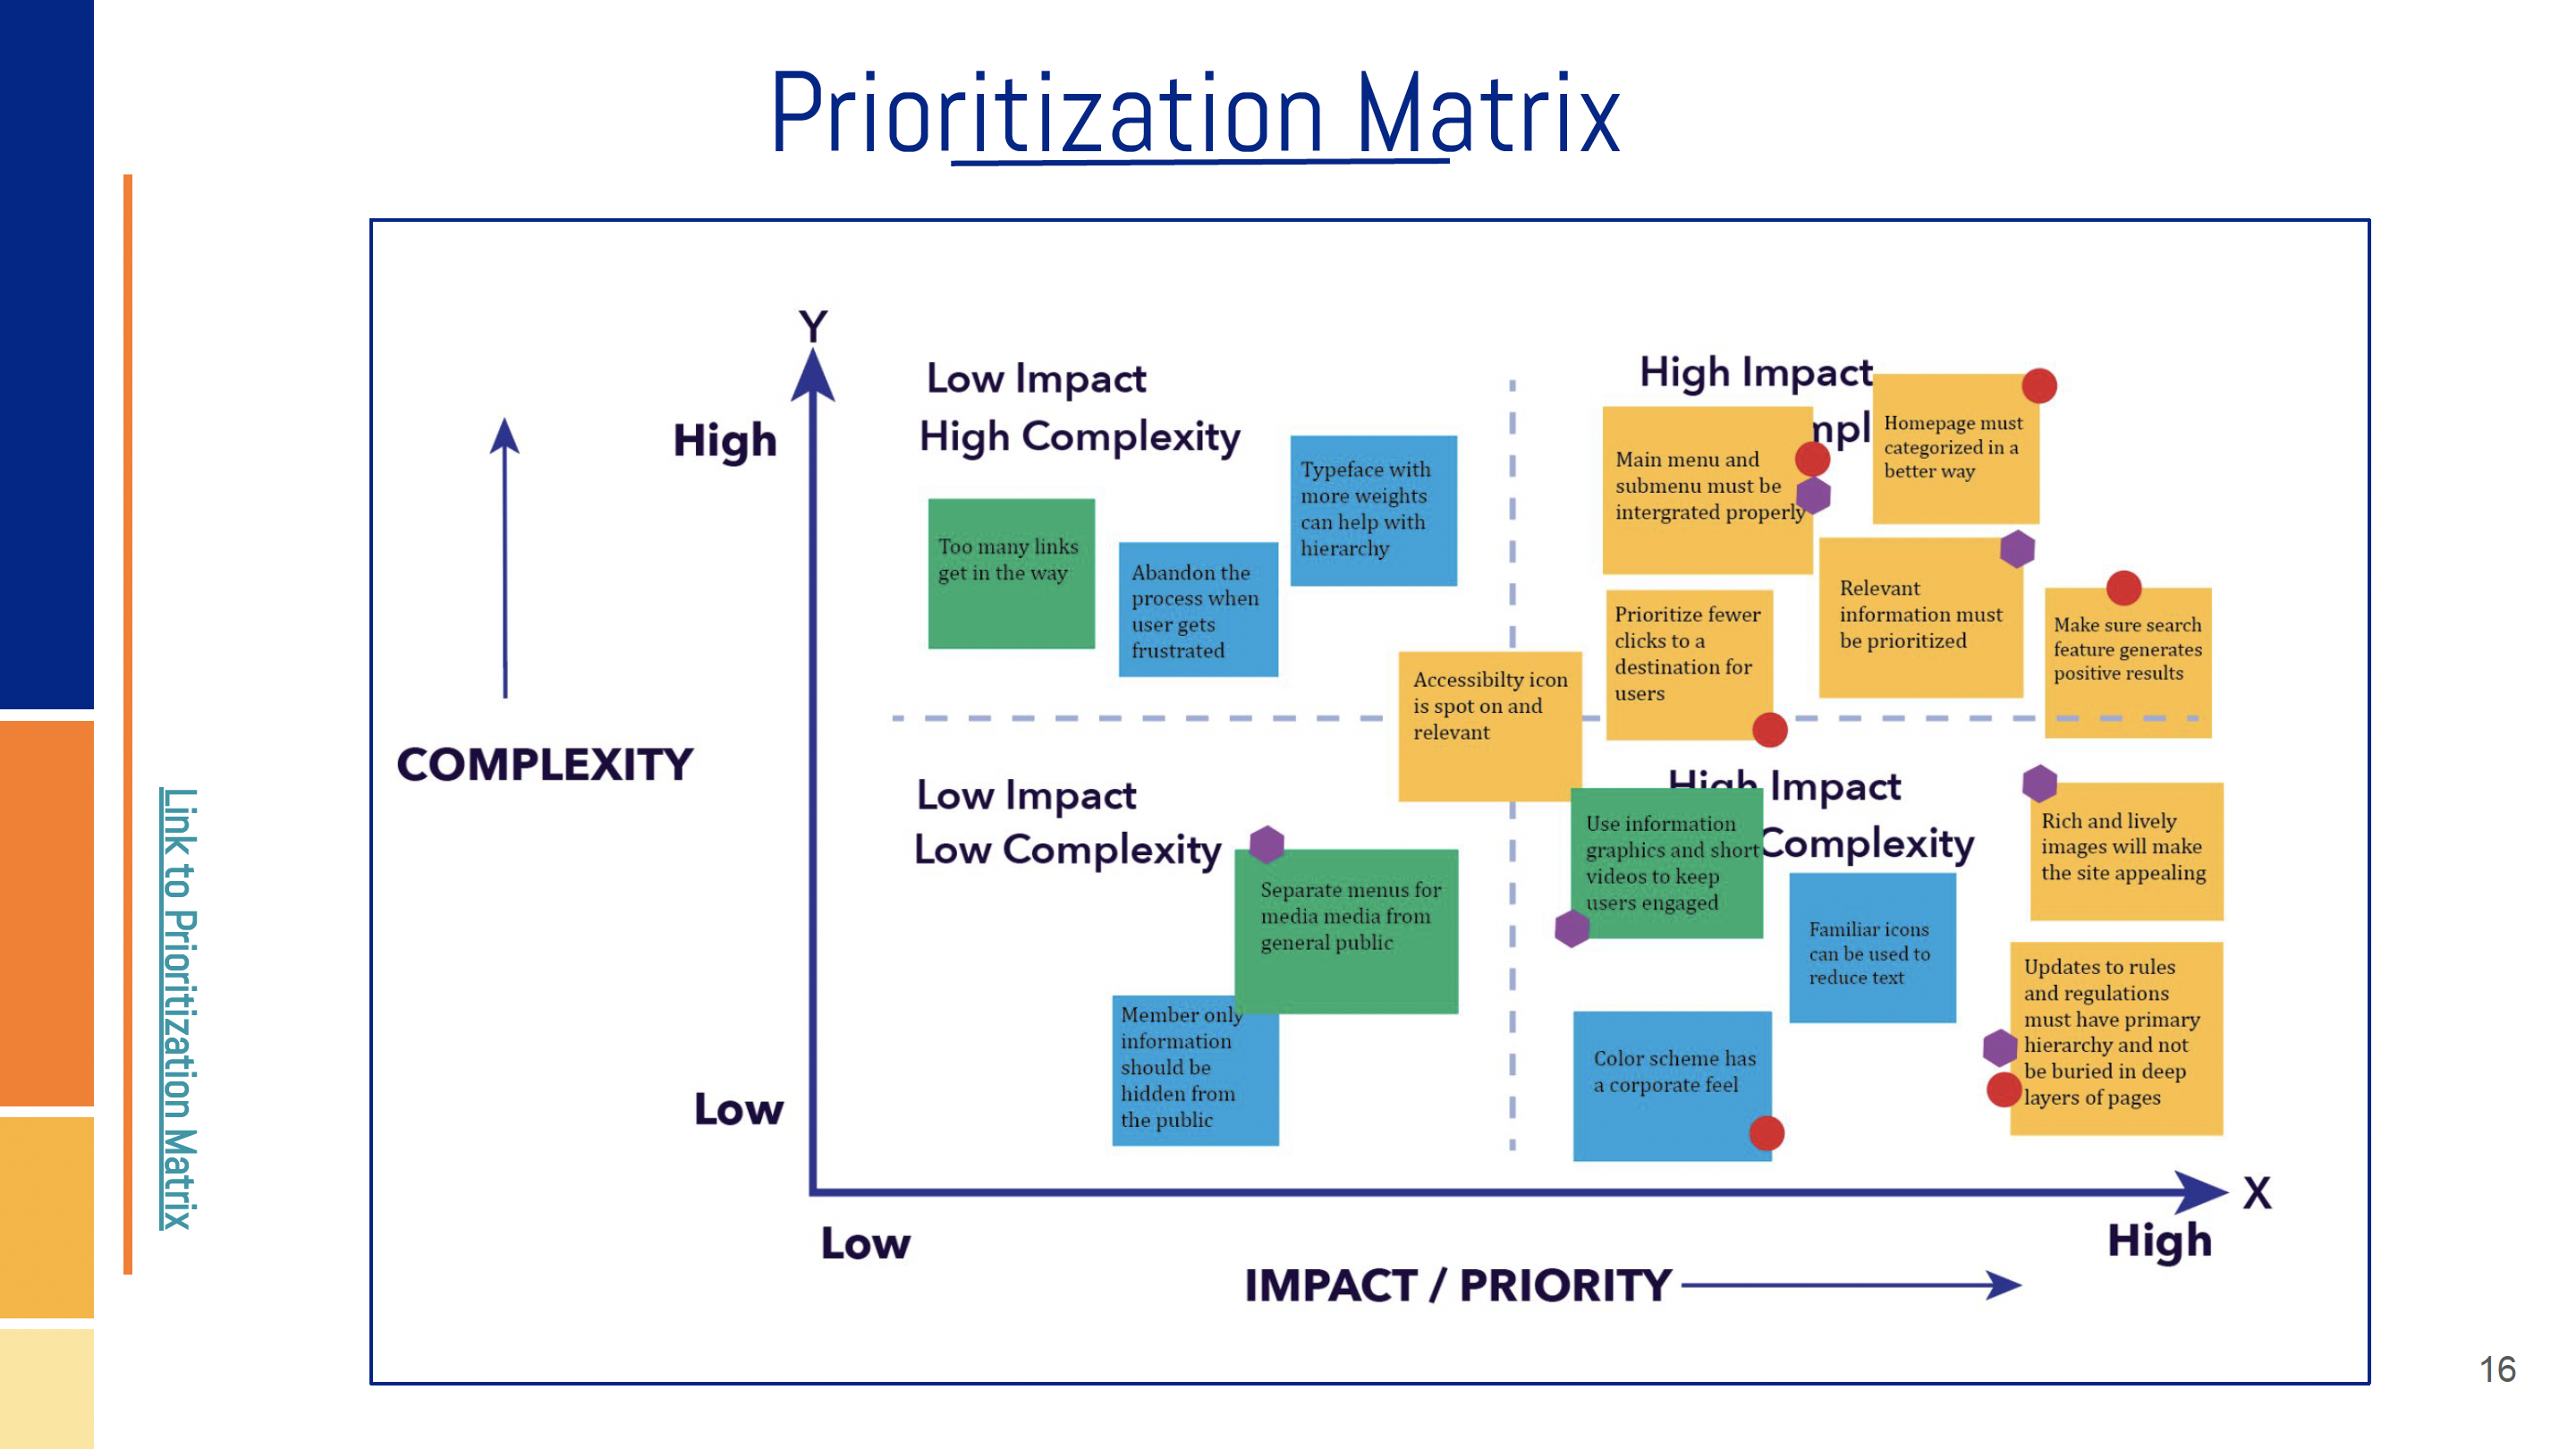 Prioritization Matrix
Link to Prioritization Matrix
Y
High
COMPLEXITY
Low
Low Impact
High Complexity
Too many links
get in the way
Abandon the
process when
user gets
frustrated
Typeface with
more weights
can help with
hierarchy
High Impact
mpl
Main menu and
submenu must be
intergrated properly
Homepage must
categorized in a
better way
Prioritize fewer
clicks to a
destination for
users
Relevant
information must
be prioritized
Make sure search
feature generates
positive results
Accessibilty icon
is spot on and
relevant
Low Impact
Low Complexity
Separate menus for
media media from
general public
Member only
information
should be
hidden from
the public
High Impact
Complexity
Use information
graphics and short
videos to keep
users engaged
Familiar icons
can be used to
reduce text
Color scheme has
a corporate feel
Rich and lively
images will make
the site appealing
Updates to rules
and regulations
must have primary
hierarchy and not
be buried in deep
layers of pages
X
Low
High
IMPACT / PRIORITY
16